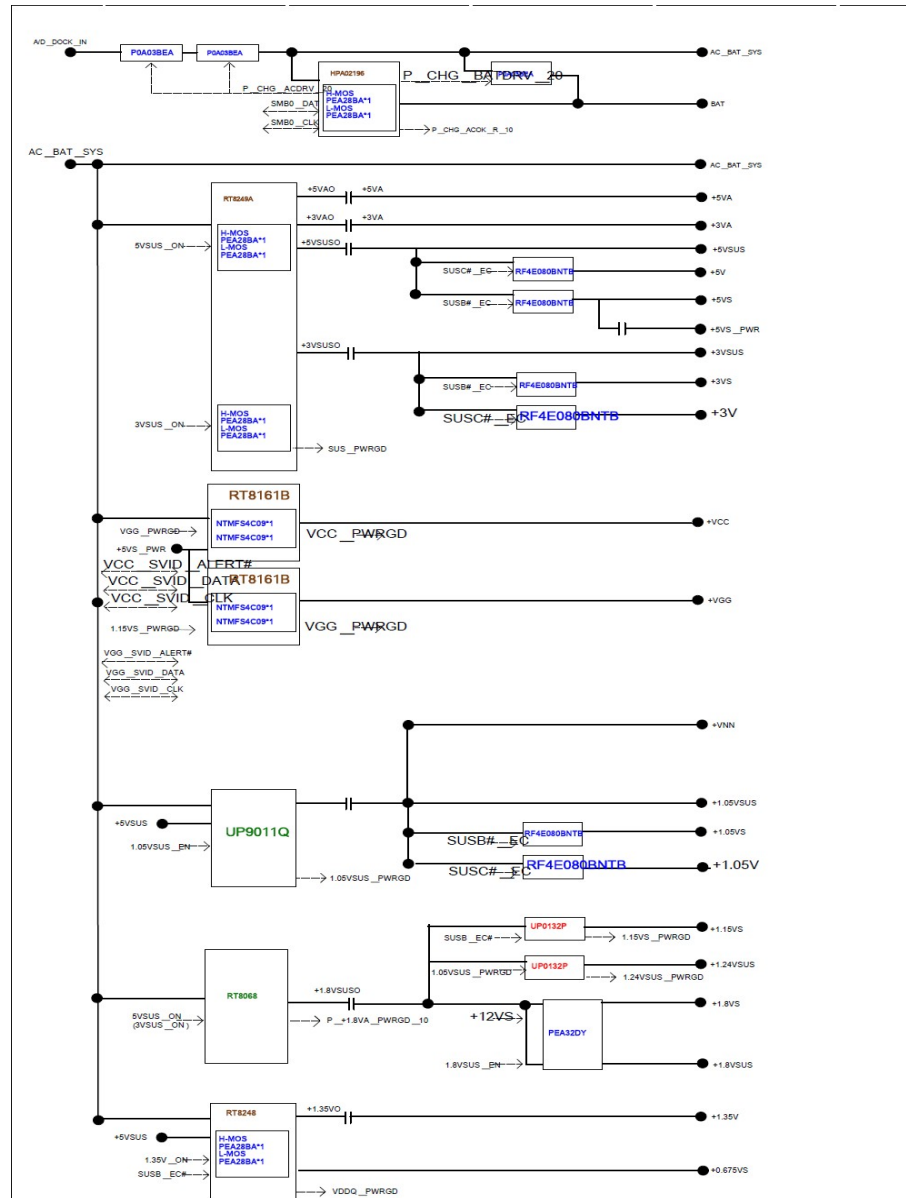 A/D_DOCK_IN
P0A03BEA
P0A03BEA
AC_BAT_SYS
HPA02196
P_CHG_BATDRV_20
P_CHG_ACDRV_20
H-MOS
PEA28BA*1
L-MOS
PEA28BA*1
SMB0_DAT
SMB0_CLK
BAT
P_CHG_ACOK_R_10
AC_BAT_SYS
AC_BAT_SYS
RT8249A
+5VAO
+5VA
+5VA
+3VAO
+3VA
+3VA
H-MOS
PEA28BA*1
L-MOS
PEA28BA*1
5VSUS_ON
+5VSUSO
+5VSUS
SUSC#_EC
RF4E080BNTB
+5V
SUSB#_EC
RF4E080BNTB
+5VS
+5VS_PWR
+3VSUSO
+3VSUS
SUSB#_EC
RF4E080BNTB
+3VS
SUSC#_EC
RF4E080BNTB
+3V
3VSUS_ON
H-MOS
PEA28BA*1
L-MOS
PEA28BA*1
SUS_PWRGD
RT8161B
NTMFS4C09*1
NTMFS4C09*1
VGG_PWRGD
VCC_PWRGD
+VCC
+5VS_PWR
VCC_SVID_ALERT#
VCC_SVID_DATA
VCC_SVID_CLK
RT8161B
NTMFS4C09*1
NTMFS4C09*1
+VGG
1.15VS_PWRGD
VGG_PWRGD
VGG_SVID_ALERT#
VGG_SVID_DATA
VGG_SVID_CLK
+VNN
+1.05VSUS
+5VSUS
UP9011Q
1.05VSUS_EN
SUSB#_EC
RF4E080BNTB
+1.05VS
SUSC#_EC
RF4E080BNTB
+1.05V
1.05VSUS_PWRGD
UP0132P
+1.15VS
SUSB_EC#
1.15VS_PWRGD
UP0132P
+1.24VSUS
1.05VSUS_PWRGD
1.24VSUS_PWRGD
RT8068
+1.8VSUSO
+1.8VS
5VSUS_ON
(3VSUS_ON)
P_+1.8VA_PWRGD_10
+12VS
PEA32DY
1.8VSUS_EN
+1.8VSUS
RT8248
+1.35VO
+1.35V
+5VSUS
H-MOS
PEA28BA*1
L-MOS
PEA28BA*1
1.35V_ON
SUSB_EC#
+0.675VS
VDDQ_PWRGD